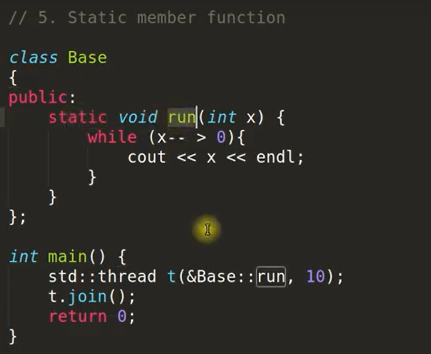 // 5. Static member function
class Base
{
public:
static void run(int x) {
while (x-- > 0){
cout << x << endl;
}
}
};
int main() {
std::thread t(&Base::run, 10);
t.join();
return 0;
}